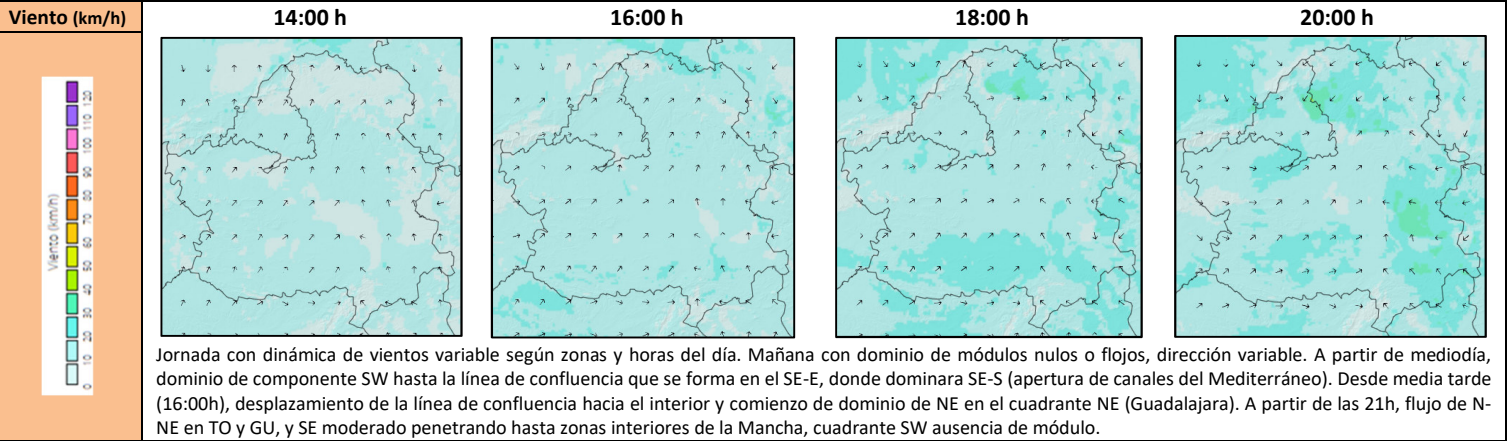 Viento (km/h) 14:00 h 16:00 h 18:00 h 20:00 h
Viento (km/h)
0 10 20 30 40 50 60 70 80 90 100 110 120
Jornada con dinámica de vientos variable según zonas y horas del día. Mañana con dominio de módulos nulos o flojos, dirección variable. A partir de mediodía,
dominio de componente SW hasta la línea de confluencia que se forma en el SE-E, donde dominara SE-S (apertura de canales del Mediterráneo). Desde media tarde
(16:00h), desplazamiento de la línea de confluencia hacia el interior y comienzo de dominio de NE en el cuadrante NE (Guadalajara). A partir de las 21h, flujo de N-
NE en TO y GU, y SE moderado penetrando hasta zonas interiores de la Mancha, cuadrante SW ausencia de módulo.